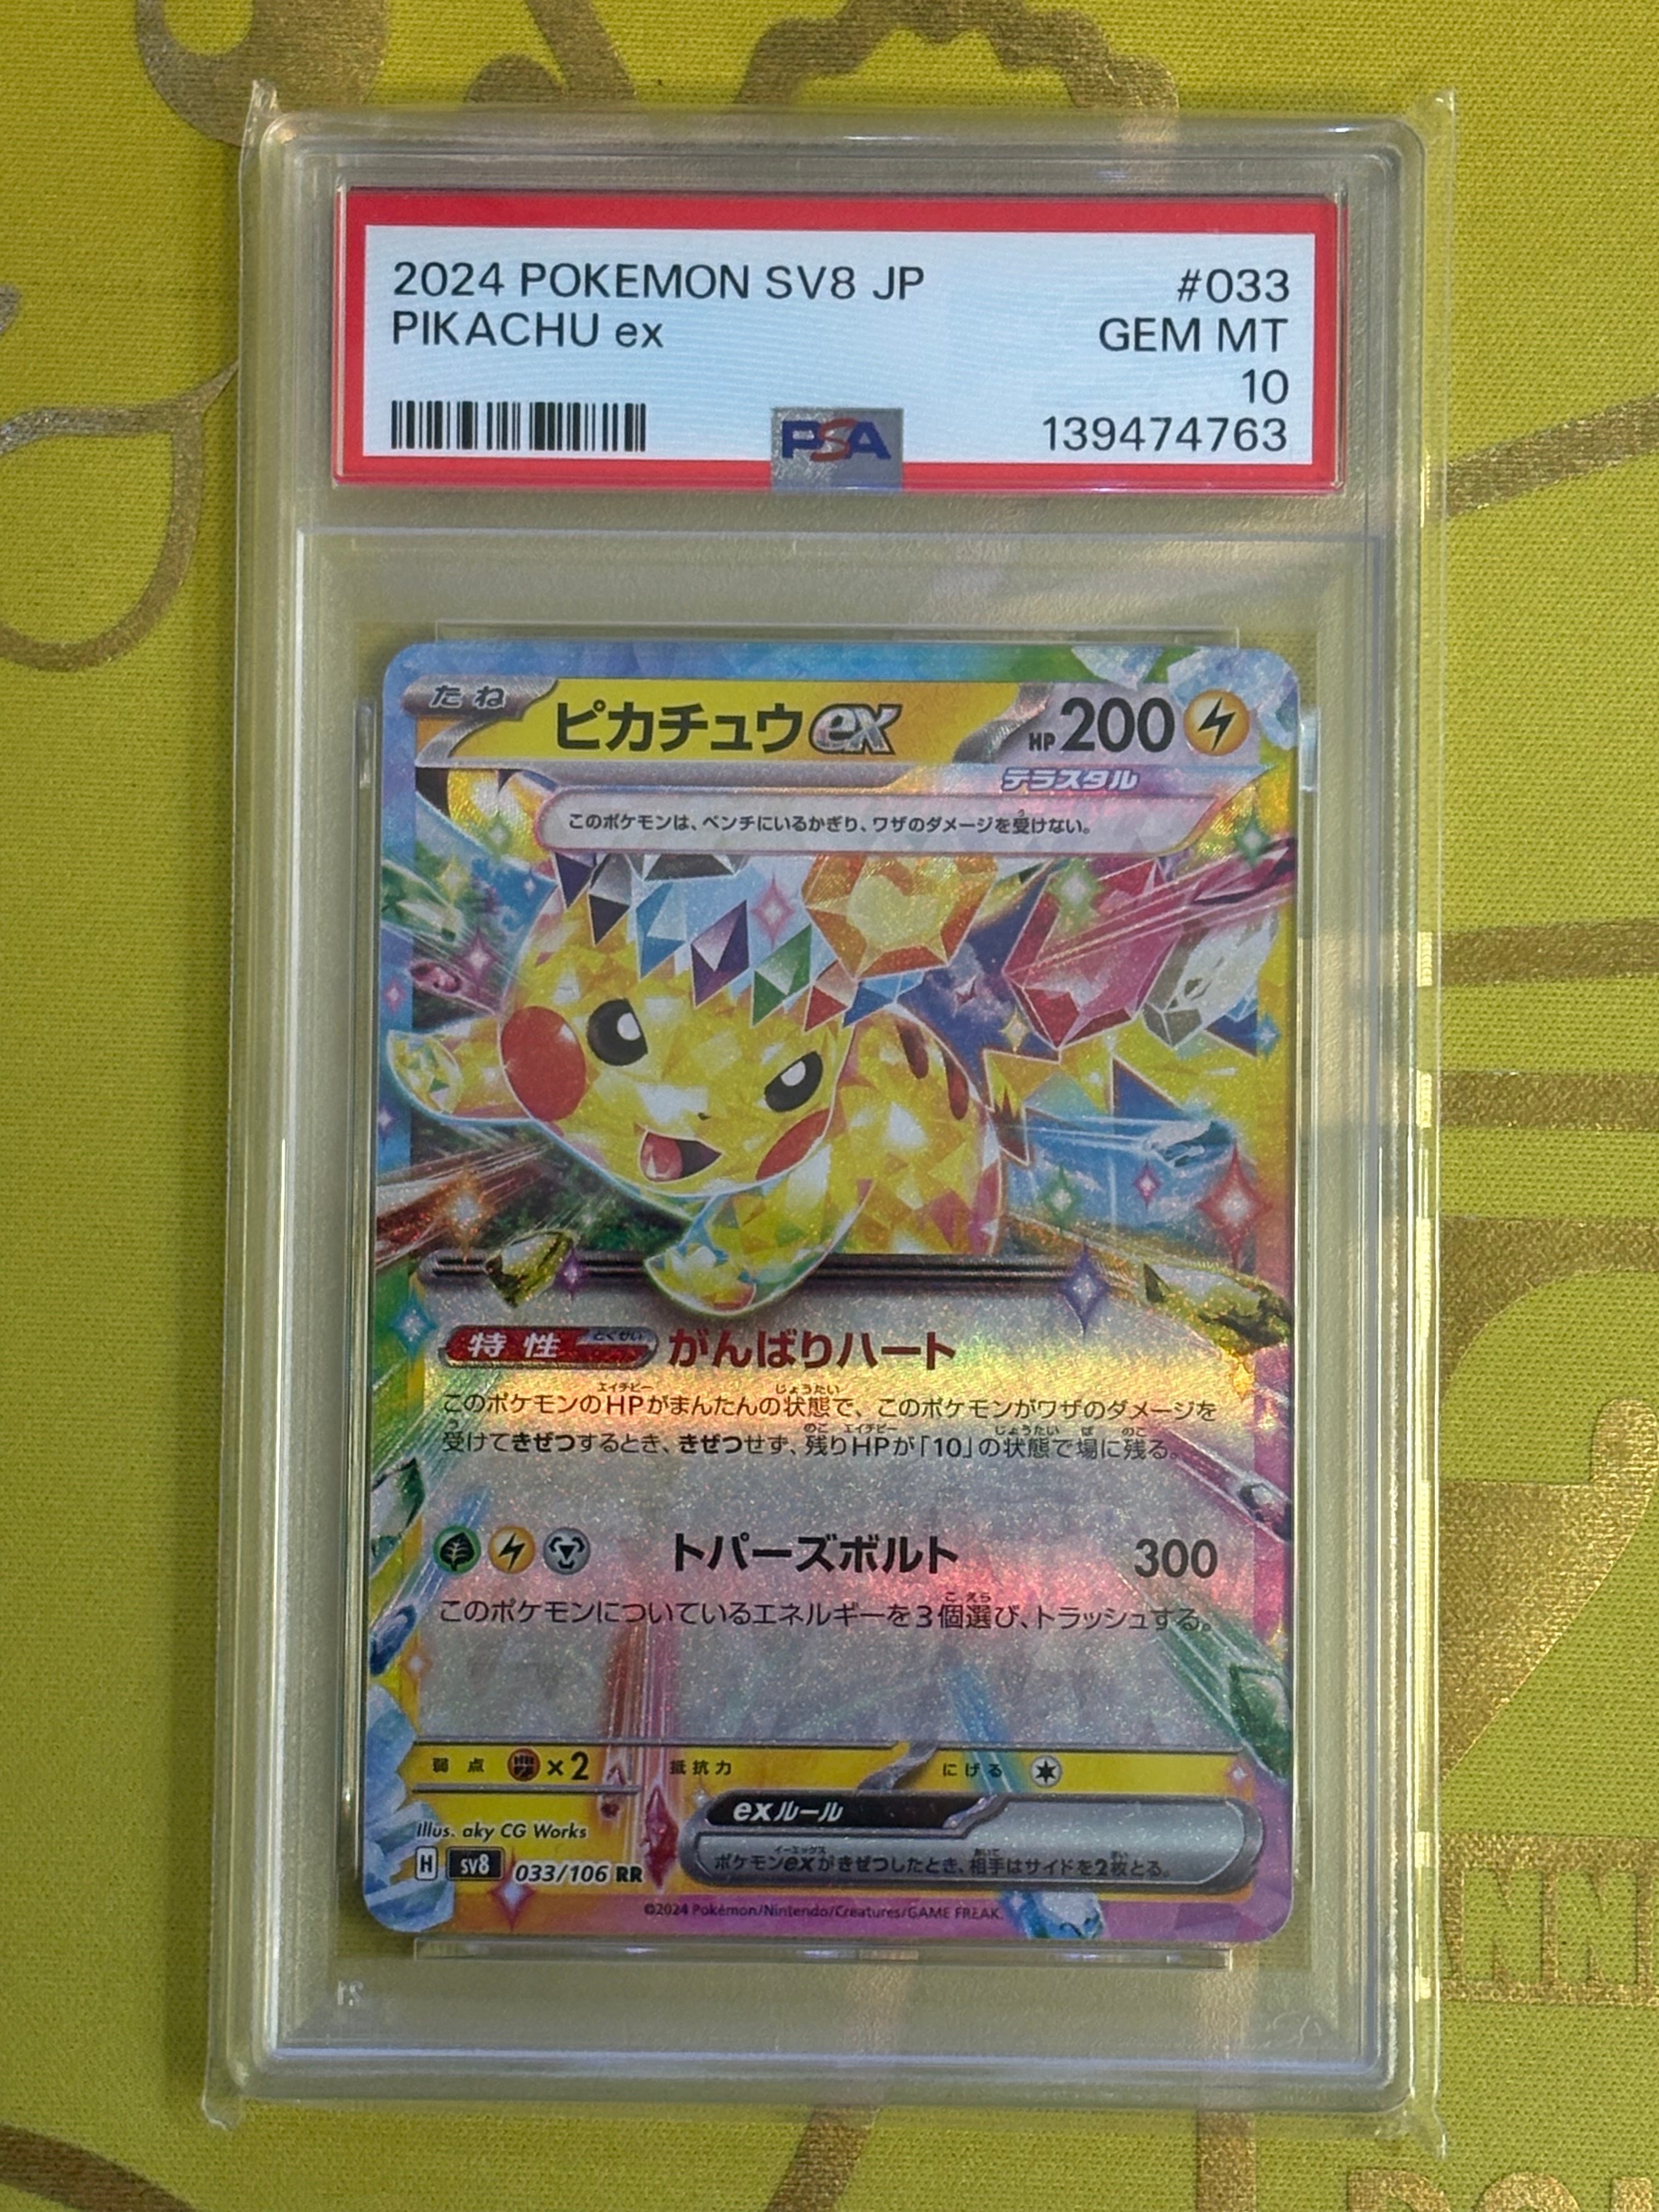 2024 POKEMON SV8 JP #033
PIKACHU ex GEM MT
10
PSA 139474763
たね ピカチュウex HP200
テラスタル
このポケモンは、ベンチにいるかぎり、ワザのダメージを受けない。
特性 とくせい がんばりハート
このポケモンのHPがまんたんの状態で、このポケモンがワザのダメージを
受けてきぜつするとき、きぜつせず、残りHPが「10」の状態で場に残る。
トパーズボルト 300
このポケモンについているエネルギーを3個選び、トラッシュする。
弱点 ×2 抵抗力 にげる
exルール
ポケモンexがきぜつしたとき、相手はサイドを2枚とる。
Illus. aky CG Works
H SV8 033/106 RR
©2024 Pokémon/Nintendo/Creatures/GAME FREAK.